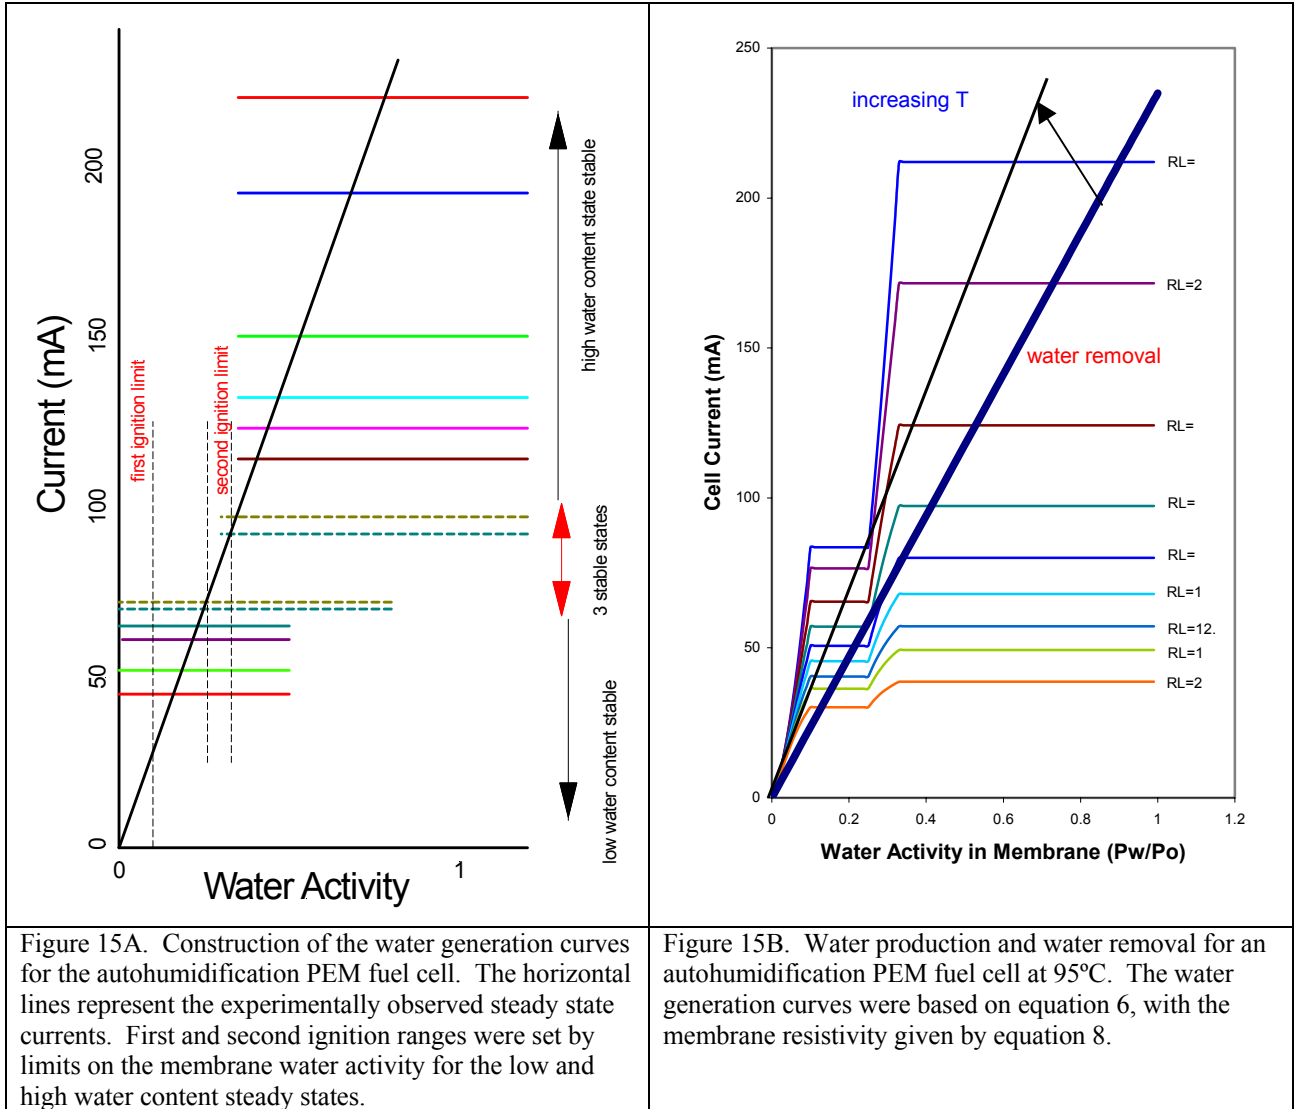 Current (mA)
200
150
100
50
0
first ignition limit
second ignition limit
high water content state stable
3 stable states
low water content stable
0
1
Water Activity
250
200
150
100
50
0
Cell Current (mA)
increasing T
water removal
RL=
RL=2
RL=
RL=
RL=
RL=1
RL=12.
RL=1
RL=2
0
0.2
0.4
0.6
0.8
1
1.2
Water Activity in Membrane (Pw/Po)
Figure 15A.  Construction of the water generation curves
for the autohumidification PEM fuel cell.  The horizontal
lines represent the experimentally observed steady state
currents.  First and second ignition ranges were set by
limits on the membrane water activity for the low and
high water content steady states.
Figure 15B.  Water production and water removal for an
autohumidification PEM fuel cell at 95ºC.  The water
generation curves were based on equation 6, with the
membrane resistivity given by equation 8.